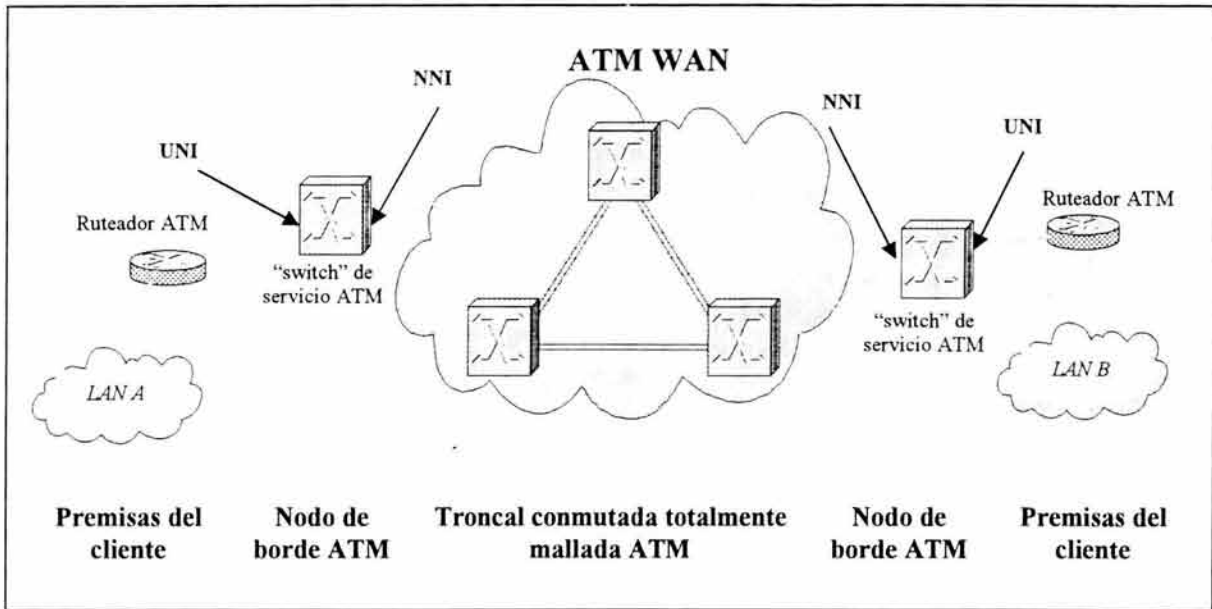 ATM WAN
NNI
UNI
Ruteador ATM
“switch” de
servicio ATM
LAN A
NNI
UNI
Ruteador ATM
“switch” de
servicio ATM
LAN B
Premisas del
cliente
Nodo de
borde ATM
Troncal conmutada totalmente
mallada ATM
Nodo de
borde ATM
Premisas del
cliente